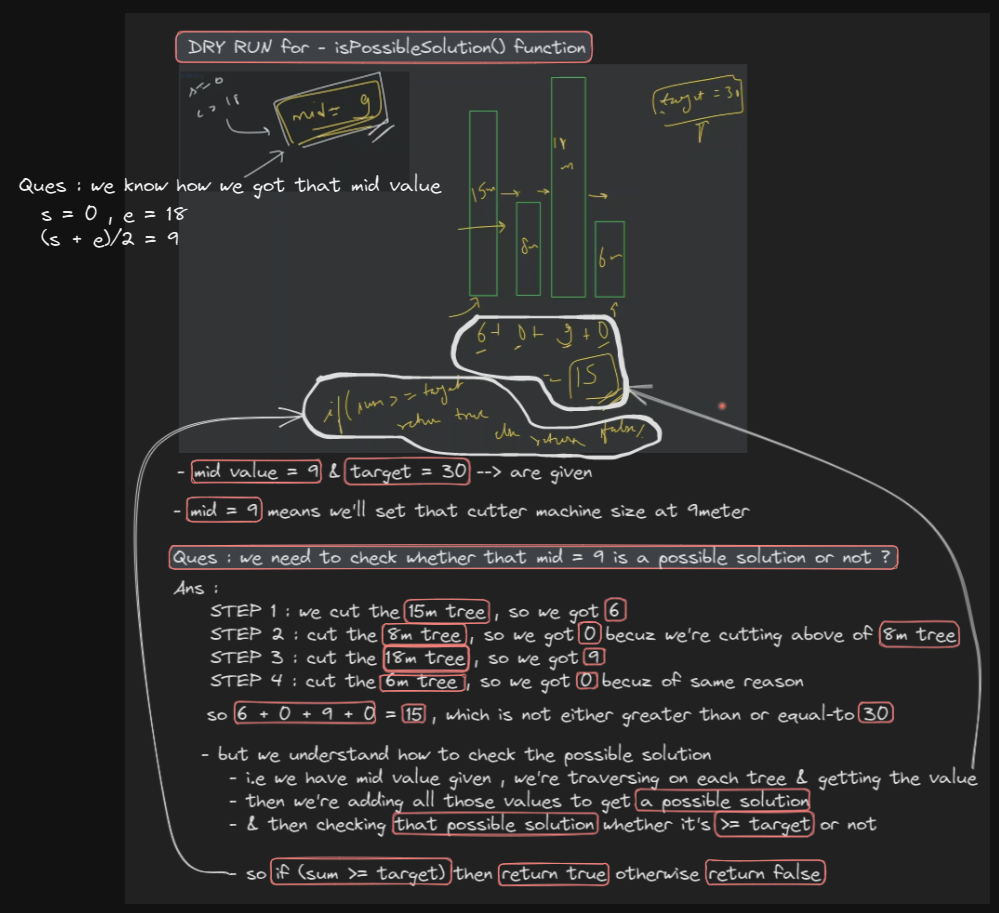 DRY RUN for - isPossibleSolution() function
s = 0
e = 18
mid = 9
target = 30
Ques : we know how we got that mid value
s = 0 , e = 18
(s + e)/2 = 9
15m
8m
18
m
6m
6 + 0 + 9 + 0
= 15
if (sum >= target
return true
else return false;
- mid value = 9 & target = 30 --> are given
- mid = 9 means we'll set that cutter machine size at 9meter
Ques : we need to check whether that mid = 9 is a possible solution or not ?
Ans :
STEP 1 : we cut the 15m tree , so we got 6
STEP 2 : cut the 8m tree , so we got 0 becuz we're cutting above of 8m tree
STEP 3 : cut the 18m tree , so we got 9
STEP 4 : cut the 6m tree , so we got 0 becuz of same reason
so 6 + 0 + 9 + 0 = 15 , which is not either greater than or equal-to 30
- but we understand how to check the possible solution
- i.e we have mid value given , we're traversing on each tree & getting the value
- then we're adding all those values to get a possible solution
- & then checking that possible solution whether it's >= target or not
- so if (sum >= target) then return true otherwise return false